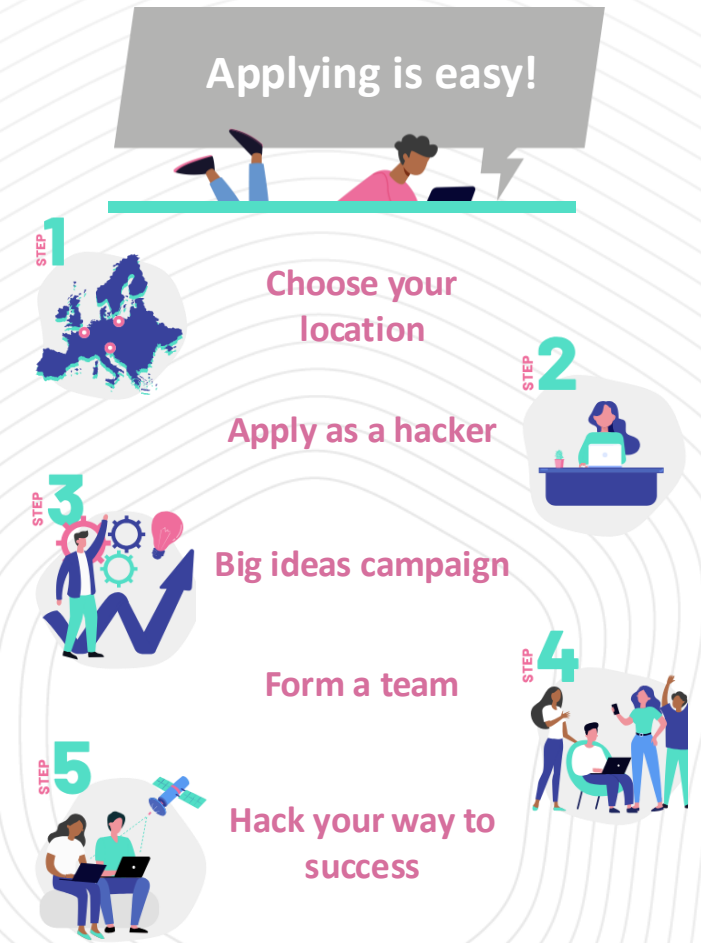 Applying is easy!
STEP 1
Choose your
location
STEP 2
Apply as a hacker
STEP 3
Big ideas campaign
STEP 4
Form a team
STEP 5
Hack your way to
success